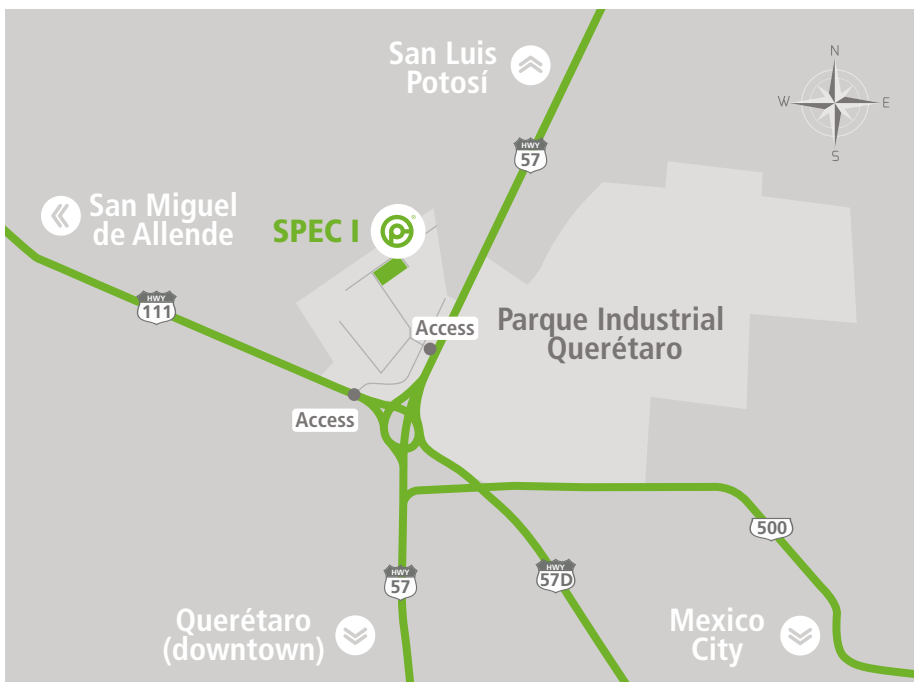 San Luis
Potosí
N
W
E
S
HWY
57
San Miguel
de Allende
SPEC I
HWY
111
Access
Parque Industrial
Querétaro
Access
500
HWY
57
HWY
57D
Querétaro
(downtown)
Mexico
City